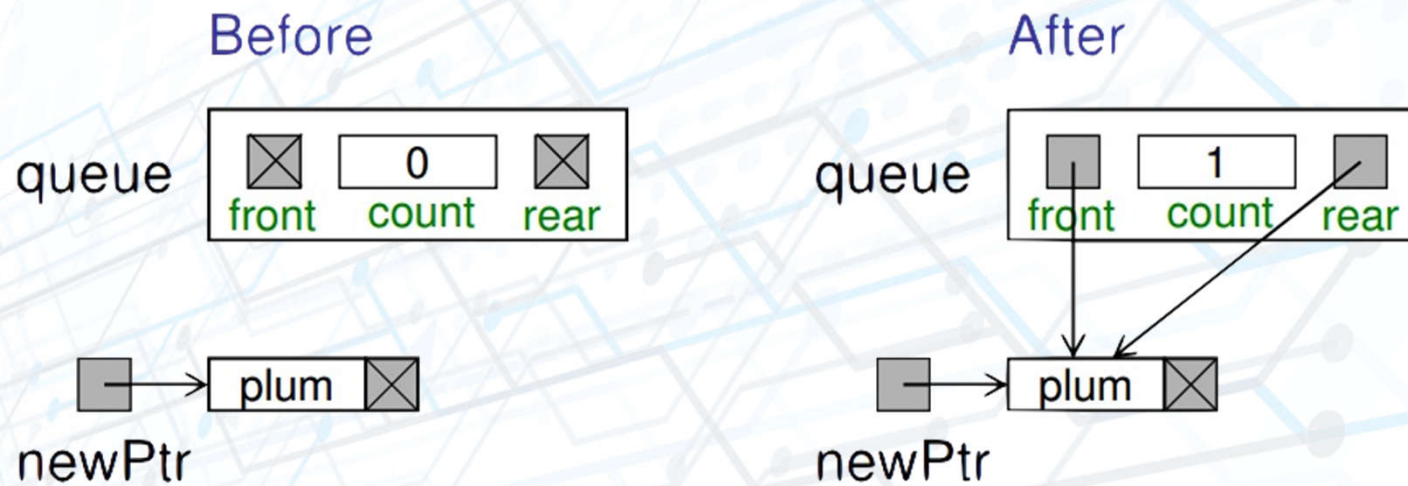 Before
queue
0
front count rear
plum
newPtr
After
queue
1
front count rear
plum
newPtr